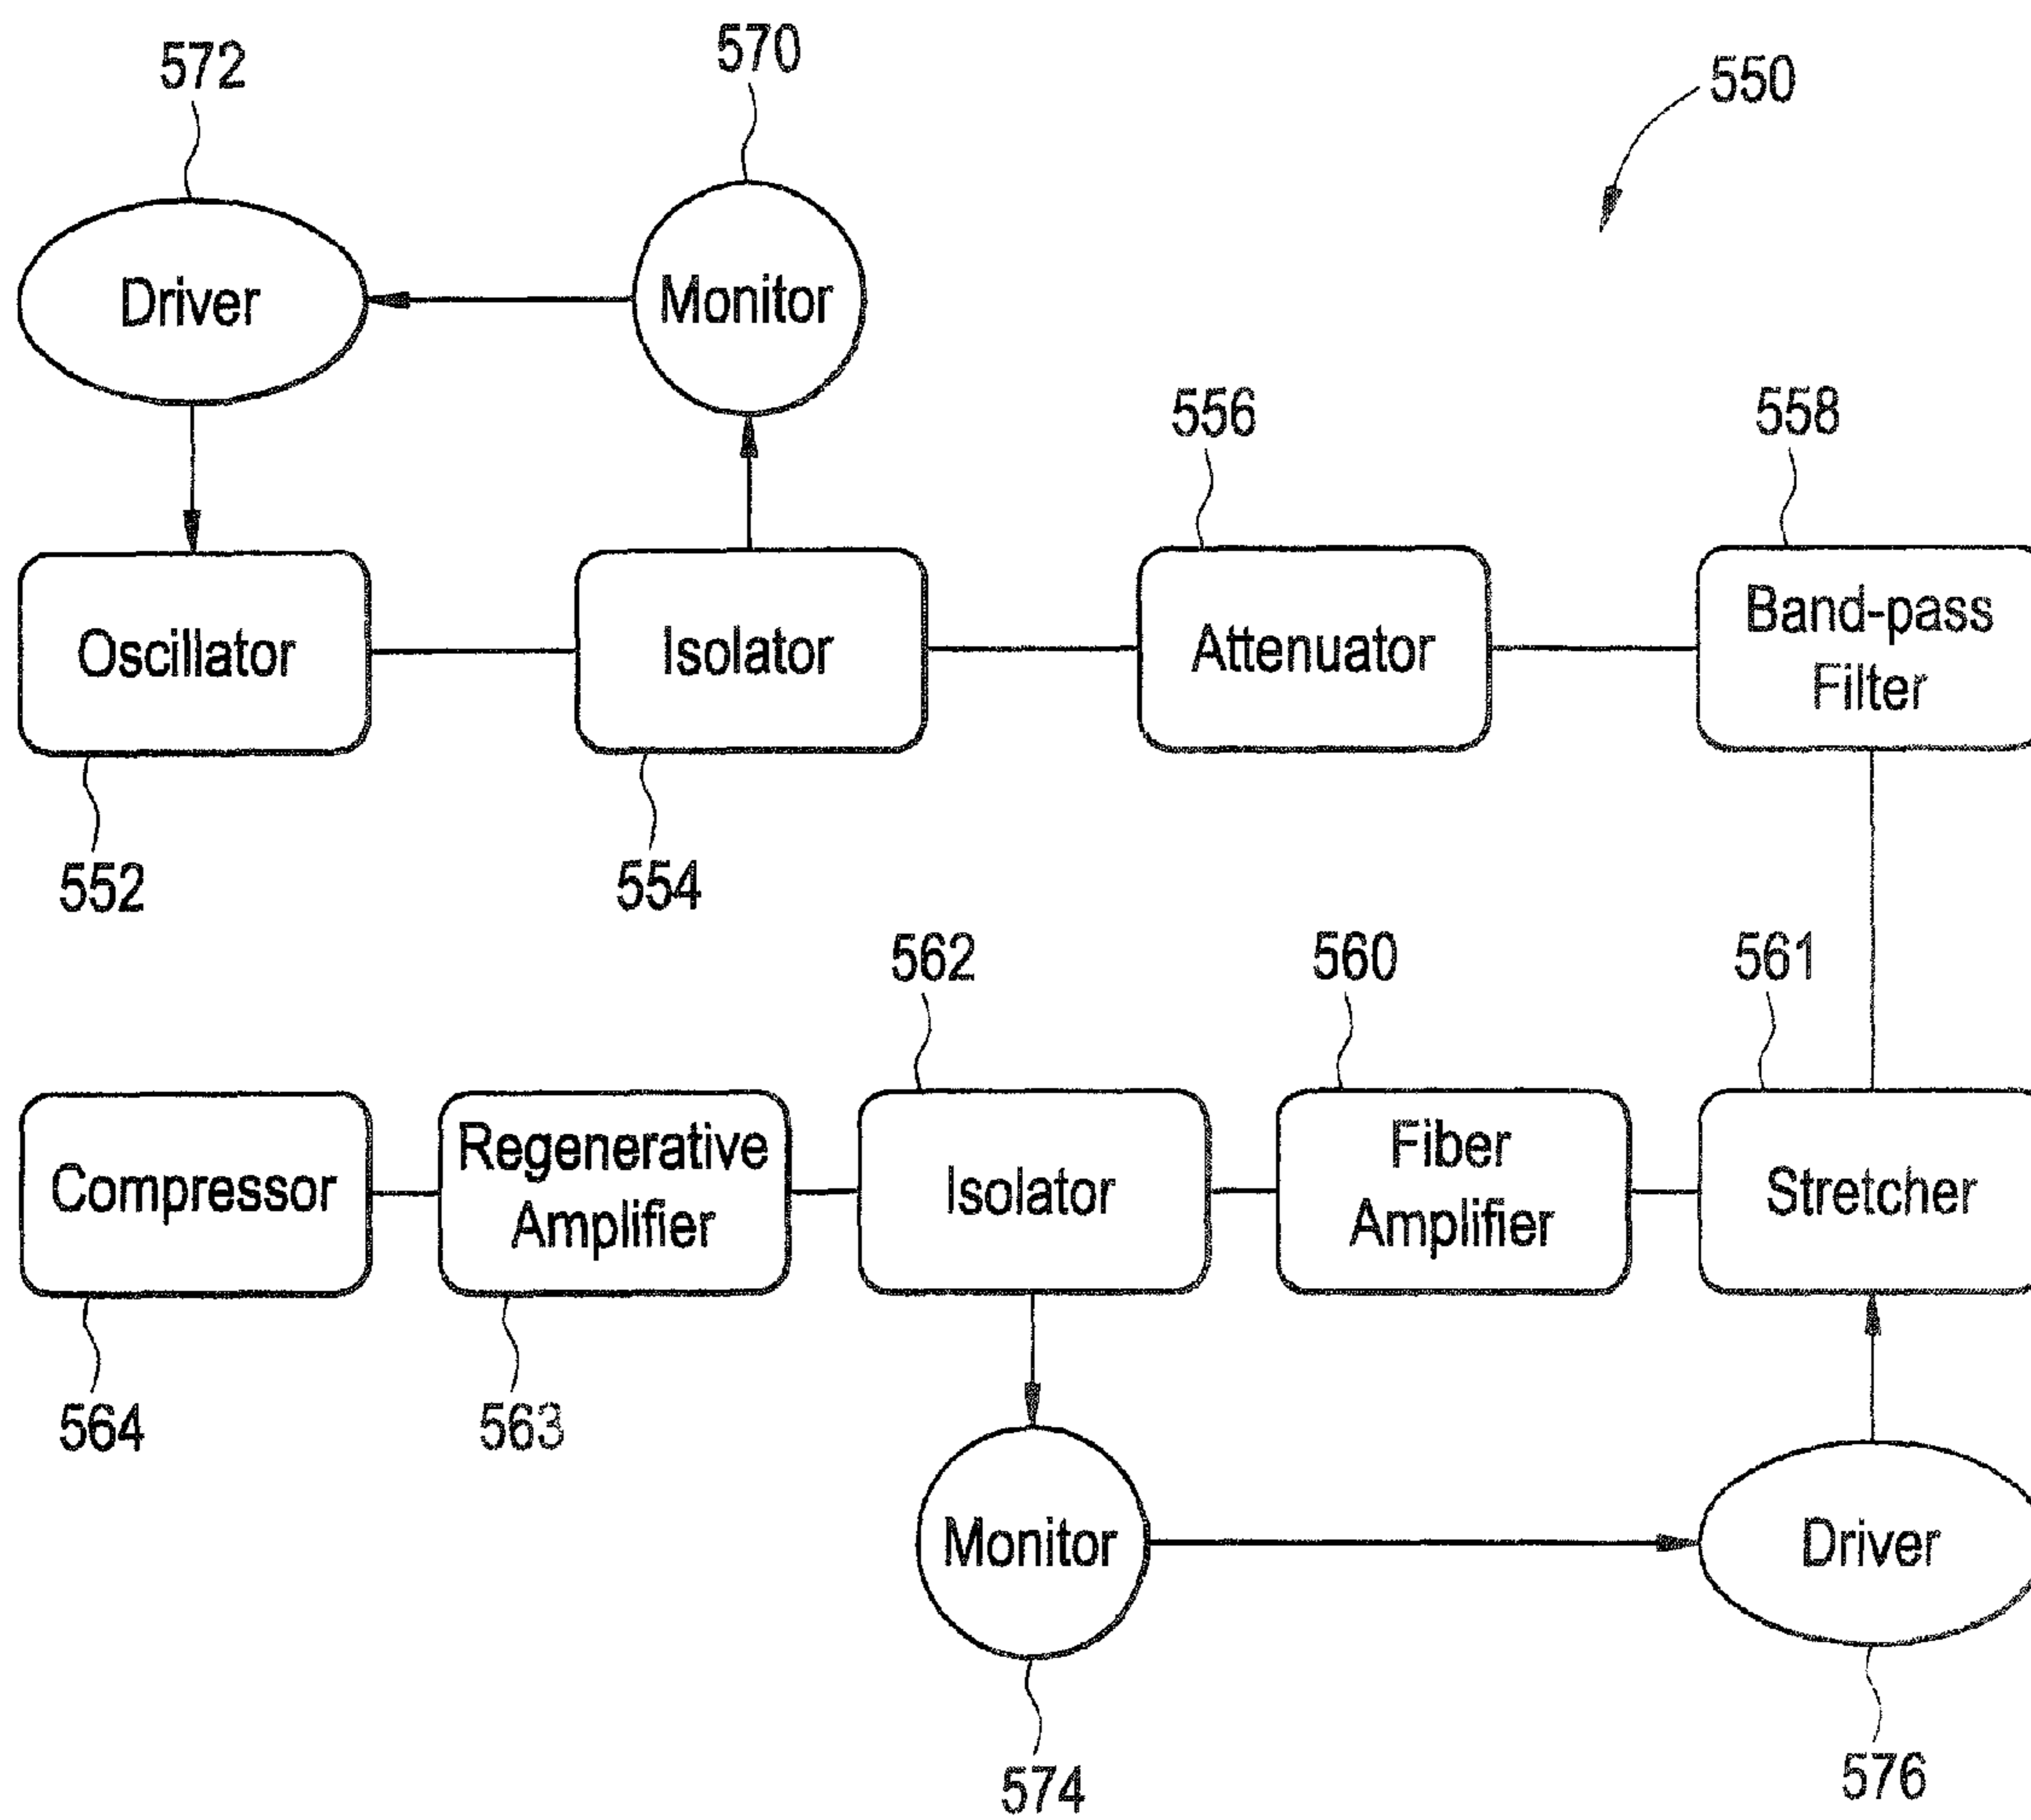 572
570
550
Driver
Monitor
556
558
Oscillator
Isolator
Attenuator
Band-pass
Filter
552
554
562
560
561
Compressor
Regenerative
Amplifier
Isolator
Fiber
Amplifier
Stretcher
564
563
Monitor
Driver
574
576